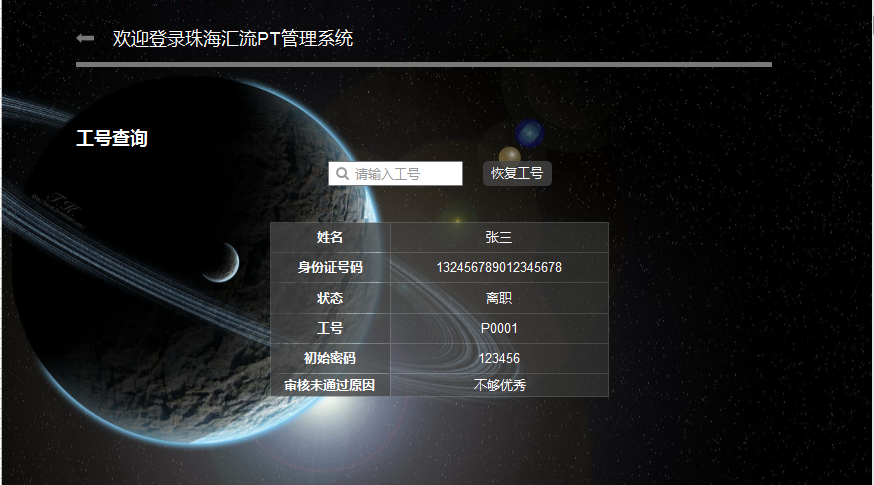 欢迎登录珠海汇流PT管理系统
工号查询
请输入工号 恢复工号
姓名 张三
身份证号码 132456789012345678
状态 离职
工号 P0001
初始密码 123456
审核未通过原因 不够优秀